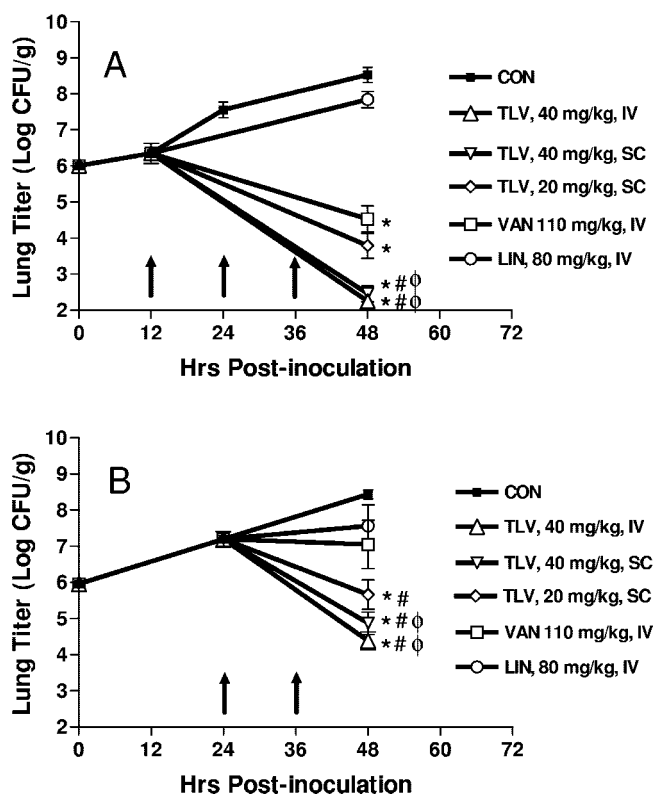 A
Lung Titer (Log CFU/g)
10
9
8
7
6
5
4
3
2
* 
*
* # ϕ
* # ϕ
0 12 24 36 48 60 72
Hrs Post-inoculation
CON
TLV, 40 mg/kg, IV
TLV, 40 mg/kg, SC
TLV, 20 mg/kg, SC
VAN 110 mg/kg, IV
LIN, 80 mg/kg, IV
B
Lung Titer (Log CFU/g)
10
9
8
7
6
5
4
3
2
* #
* # ϕ
* # ϕ
0 12 24 36 48 60 72
Hrs Post-inoculation
CON
TLV, 40 mg/kg, IV
TLV, 40 mg/kg, SC
TLV, 20 mg/kg, SC
VAN 110 mg/kg, IV
LIN, 80 mg/kg, IV